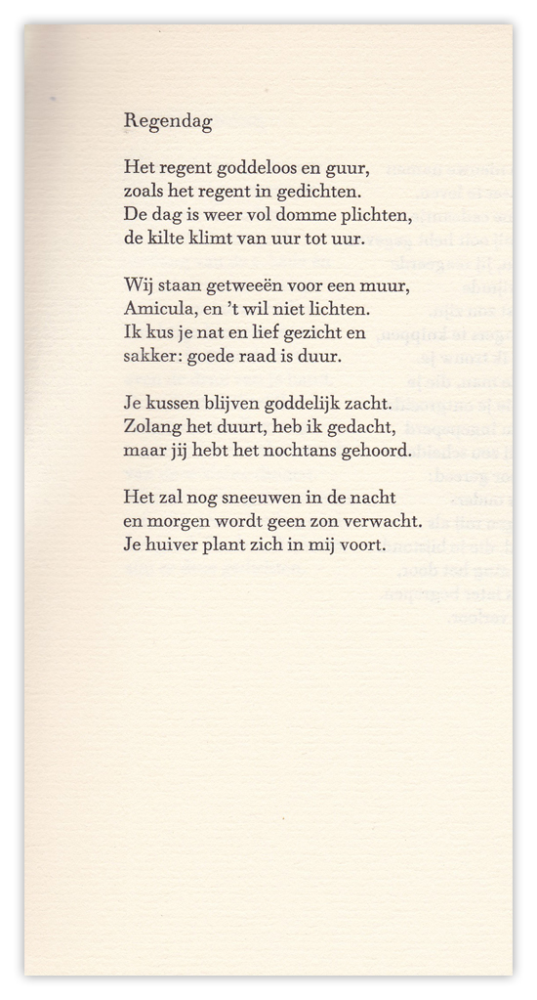 Regendag
Het regent goddeloos en guur,
zoals het regent in gedichten.
De dag is weer vol domme plichten,
de kilte klimt van uur tot uur.
Wij staan getweeën voor een muur,
Amicula, en ’t wil niet lichten.
Ik kus je nat en lief gezicht en
sakker: goede raad is duur.
Je kussen blijven goddelijk zacht.
Zolang het duurt, heb ik gedacht,
maar jij hebt het nochtans gehoord.
Het zal nog sneeuwen in de nacht
en morgen wordt geen zon verwacht.
Je huiver plant zich in mij voort.